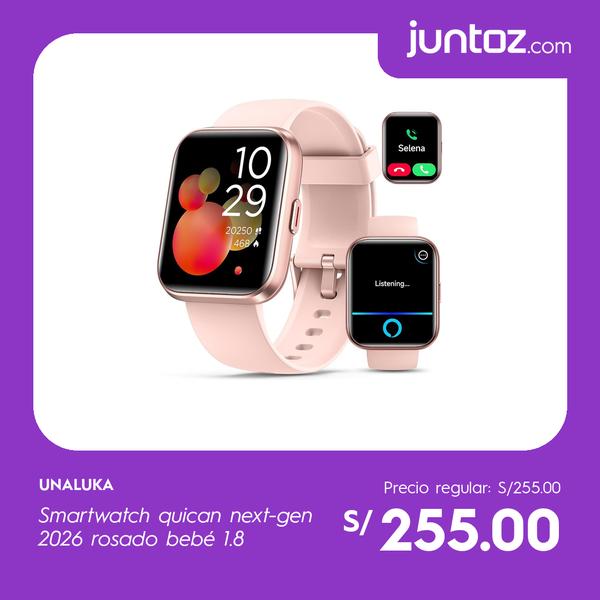 juntoz.com
10
29
20250
468
Selena
Listening...
UNALUKA
Smartwatch quican next-gen
2026 rosado bebé 1.8
Precio regular: S/255.00
S/ 255.00